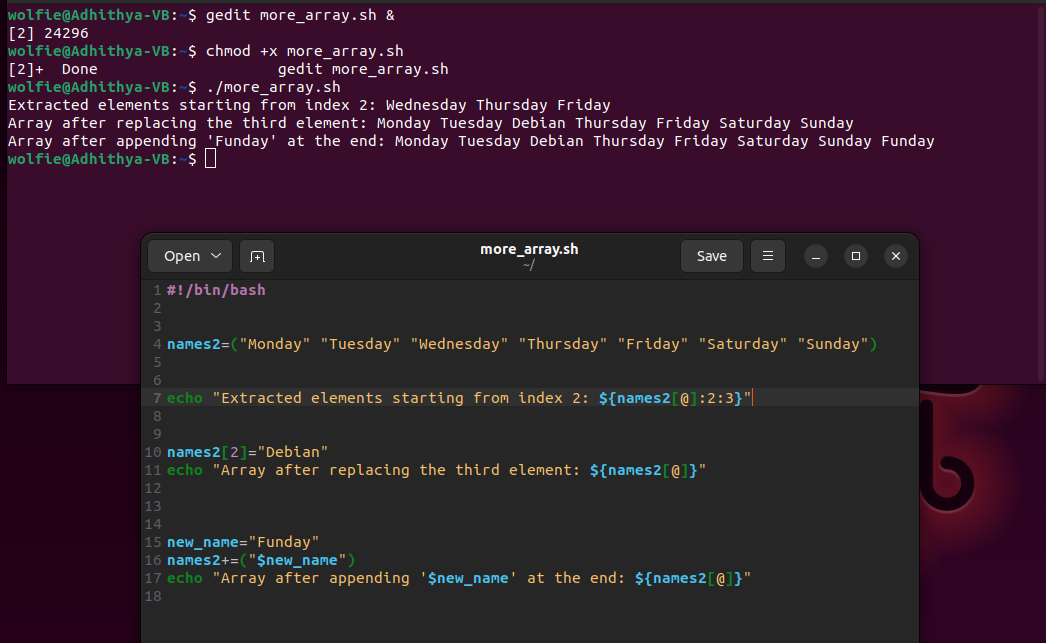 wolfie@Adhithya-VB:~$ gedit more_array.sh &
[2] 24296
wolfie@Adhithya-VB:~$ chmod +x more_array.sh
[2]+  Done                    gedit more_array.sh
wolfie@Adhithya-VB:~$ ./more_array.sh
Extracted elements starting from index 2: Wednesday Thursday Friday
Array after replacing the third element: Monday Tuesday Debian Thursday Friday Saturday Sunday
Array after appending 'Funday' at the end: Monday Tuesday Debian Thursday Friday Saturday Sunday Funday
wolfie@Adhithya-VB:~$
Open more_array.sh Save
~/
1 #!/bin/bash
2
3
4 names2=("Monday" "Tuesday" "Wednesday" "Thursday" "Friday" "Saturday" "Sunday")
5
6
7 echo "Extracted elements starting from index 2: ${names2[@]:2:3}"
8
9
10 names2[2]="Debian"
11 echo "Array after replacing the third element: ${names2[@]}"
12
13
14
15 new_name="Funday"
16 names2+=("$new_name")
17 echo "Array after appending '$new_name' at the end: ${names2[@]}"
18